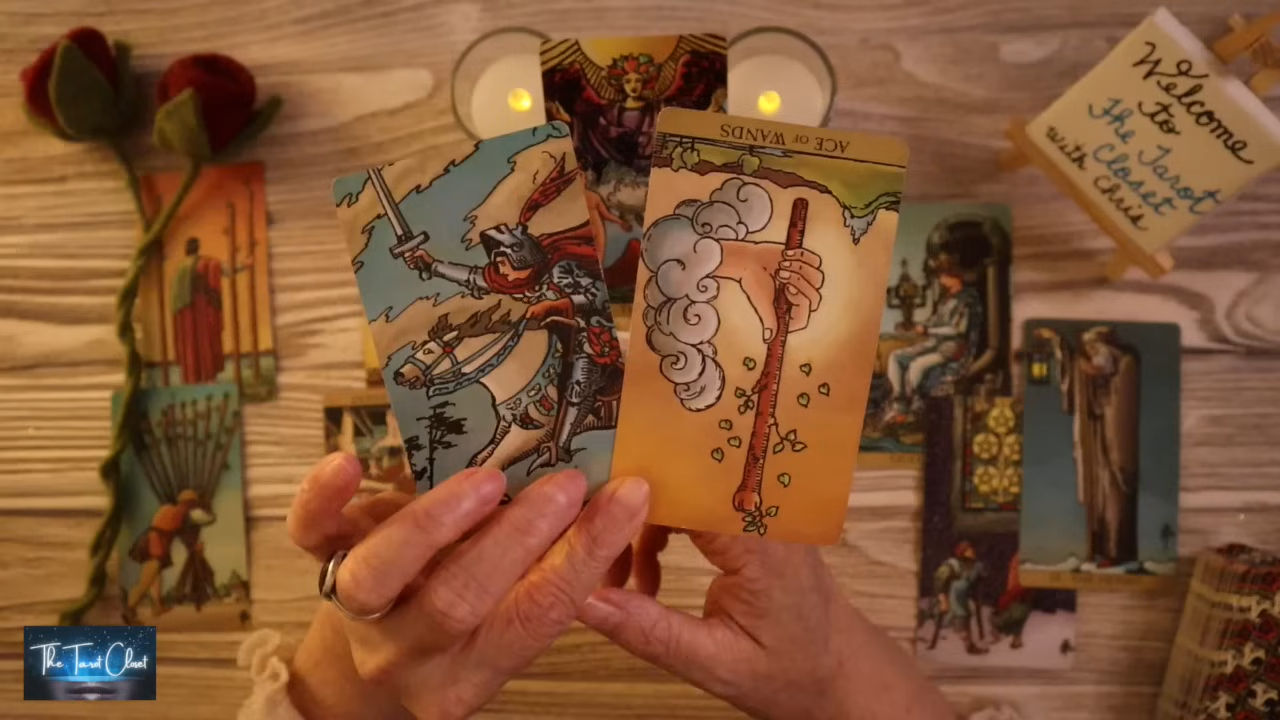 ACE OF WANDS
Welcome
to
The Tarot
Closet
with Chris
The Tarot Closet